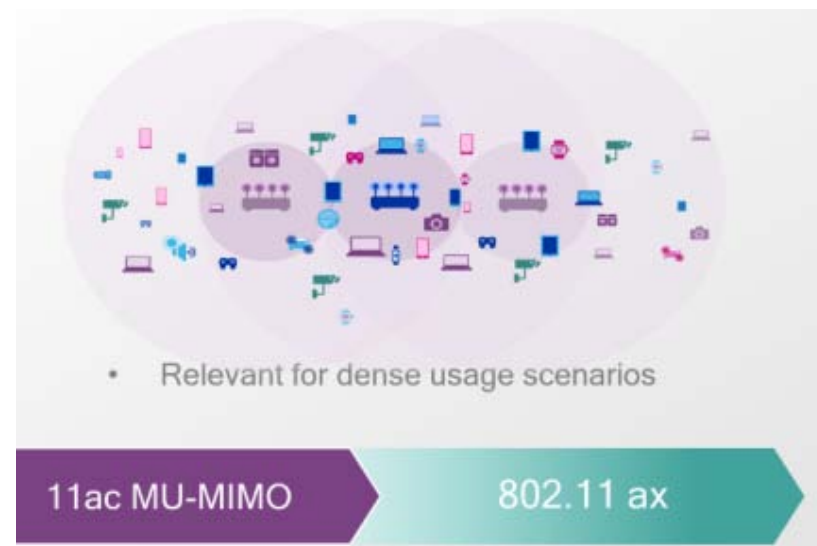 • Relevant for dense usage scenarios
11ac MU-MIMO
802.11 ax